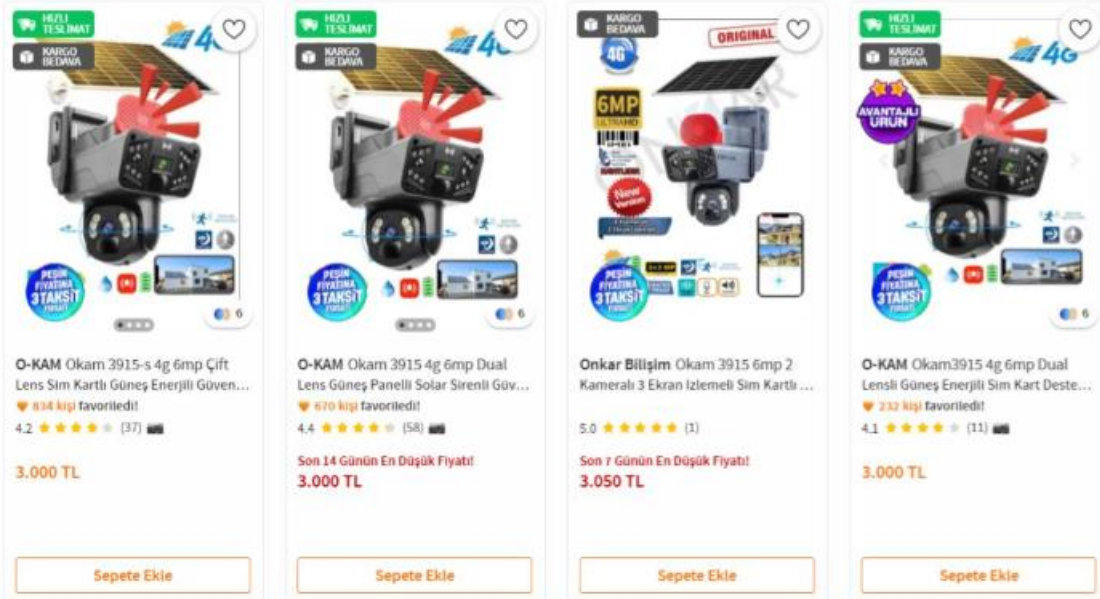 HIZLI
TESLİMAT
KARGO
BEDAVA
4
PEŞİN
FİYATINA
3 TAKSİT
6
O-KAM Okam 3915-s 4g 6mp Çift
Lens Sim Kartlı Güneş Enerjili Güven...
834 kişi favoriledi!
4.2 (37)
3.000 TL
Sepete Ekle
HIZLI
TESLİMAT
KARGO
BEDAVA
4
PEŞİN
FİYATINA
3 TAKSİT
6
O-KAM Okam 3915 4g 6mp Dual
Lens Güneş Panelli Solar Sirenli Güv...
670 kişi favoriledi!
4.4 (58)
Son 14 Günün En Düşük Fiyatı!
3.000 TL
Sepete Ekle
KARGO
BEDAVA
4G
ORIGINAL
6MP
ULTRAHD
New
Version
PEŞİN
FİYATINA
3 TAKSİT
Onkar Bilişim Okam 3915 6mp 2
Kameralı 3 Ekran Izlemeli Sim Kartlı ...
5.0 (1)
Son 7 Günün En Düşük Fiyatı!
3.050 TL
Sepete Ekle
HIZLI
TESLİMAT
KARGO
BEDAVA
4G
AVANTAJLI
ÜRÜN
PEŞİN
FİYATINA
3 TAKSİT
6
O-KAM Okam3915 4g 6mp Dual
Lensli Güneş Enerjili Sim Kart Deste...
232 kişi favoriledi!
4.1 (11)
3.000 TL
Sepete Ekle